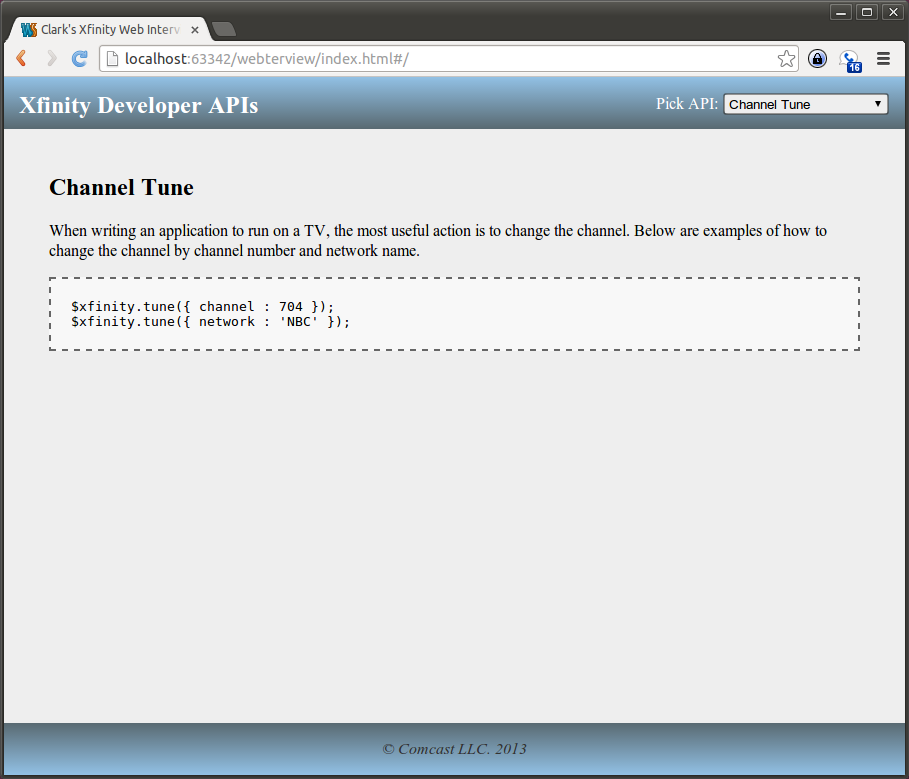 Clark's Xfinity Web Interv
localhost:63342/webterview/index.html#/
16
Xfinity Developer APIs
Pick API: Channel Tune
Channel Tune
When writing an application to run on a TV, the most useful action is to change the channel. Below are examples of how to
change the channel by channel number and network name.
$xfinity.tune({ channel : 704 });
$xfinity.tune({ network : 'NBC' });
© Comcast LLC. 2013